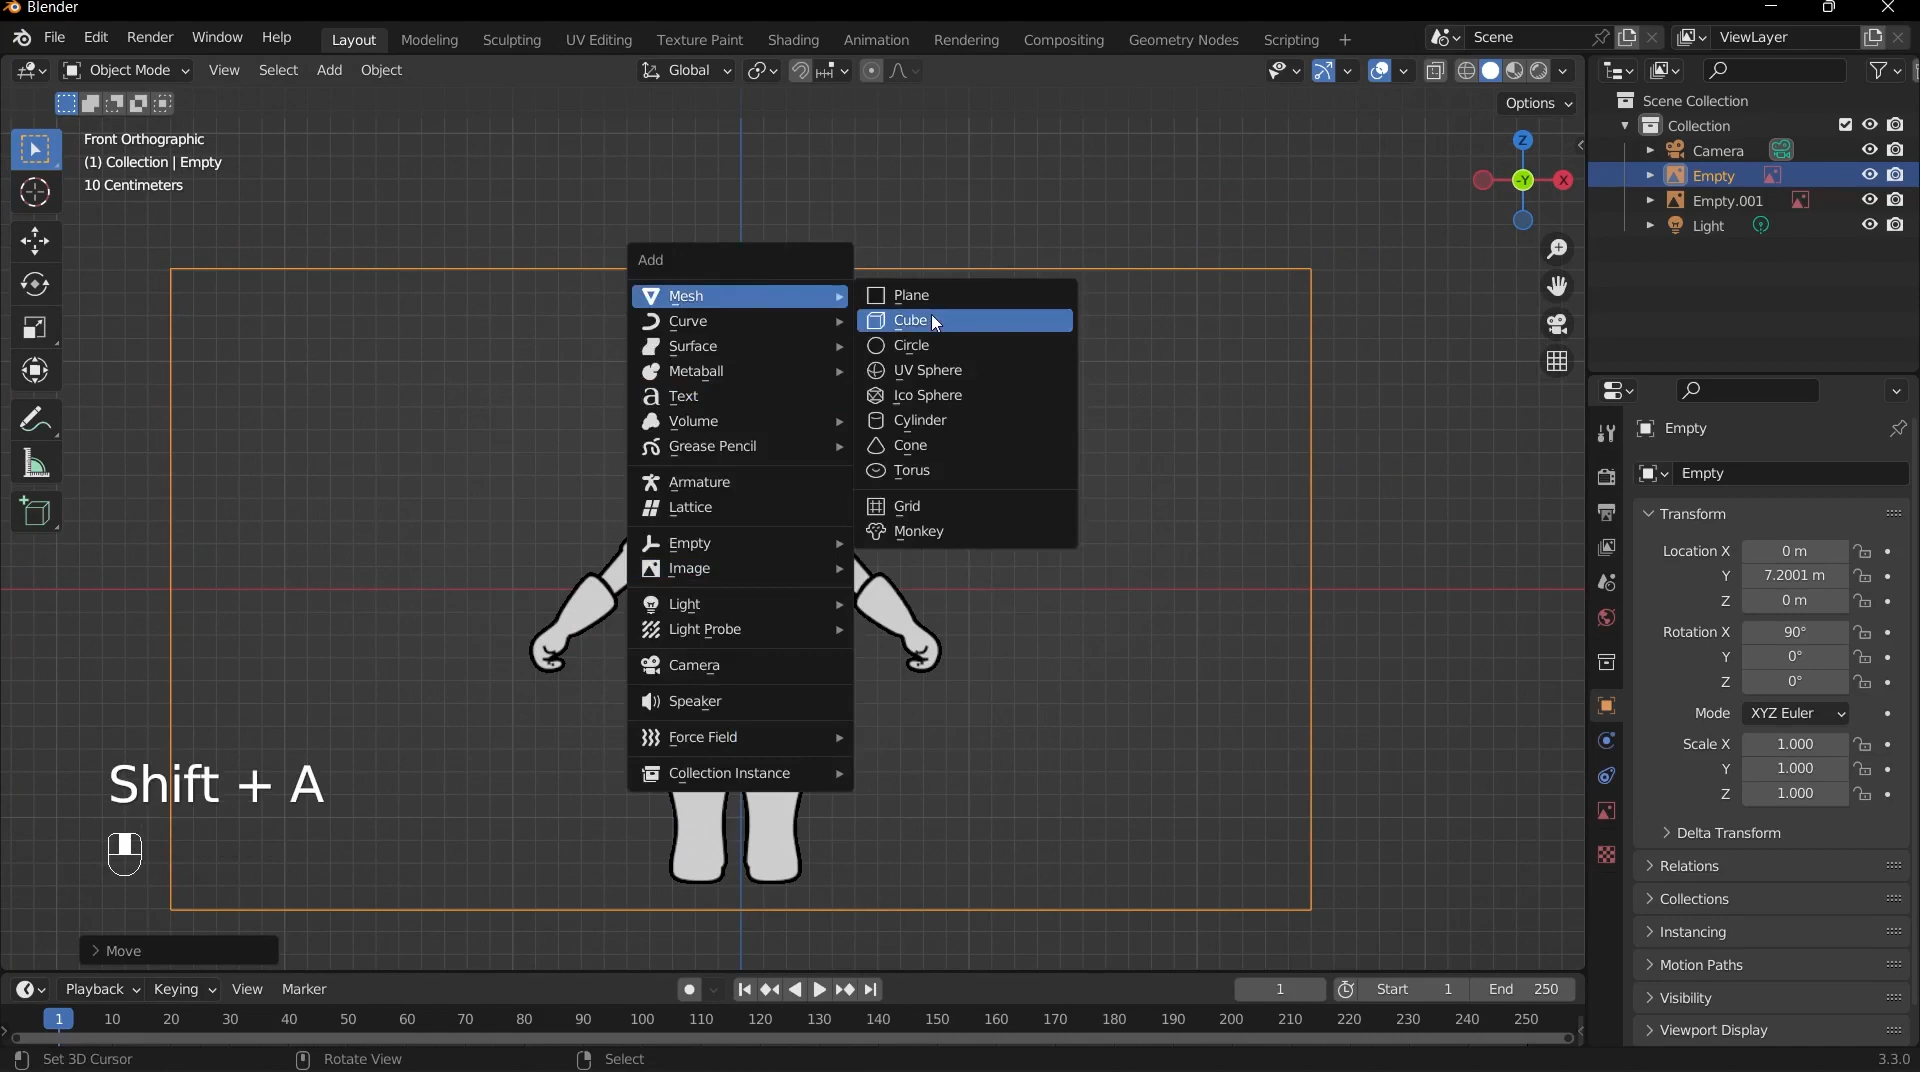 Blender
File Edit Render Window Help Layout Modeling Sculpting UV Editing Texture Paint Shading Animation Rendering Compositing Geometry Nodes Scripting + Scene ViewLayer
Object Mode View Select Add Object Global
Options
Front Orthographic
(1) Collection | Empty
10 Centimeters
Z
-Y
X
Scene Collection
Collection
Camera
Empty
Empty.001
Light
Add
Mesh
Curve
Surface
Metaball
Text
Volume
Grease Pencil
Armature
Lattice
Empty
Image
Light
Light Probe
Camera
Speaker
Force Field
Collection Instance
Plane
Cube
Circle
UV Sphere
Ico Sphere
Cylinder
Cone
Torus
Grid
Monkey
Empty
Empty
Transform
Location X 0 m
Y 7.2001 m
Z 0 m
Rotation X 90°
Y 0°
Z 0°
Mode XYZ Euler
Scale X 1.000
Y 1.000
Z 1.000
Delta Transform
Relations
Collections
Instancing
Motion Paths
Visibility
Viewport Display
Shift + A
Move
Playback Keying View Marker 1 Start 1 End 250
1 10 20 30 40 50 60 70 80 90 100 110 120 130 140 150 160 170 180 190 200 210 220 230 240 250
Set 3D Cursor Rotate View Select 3.3.0